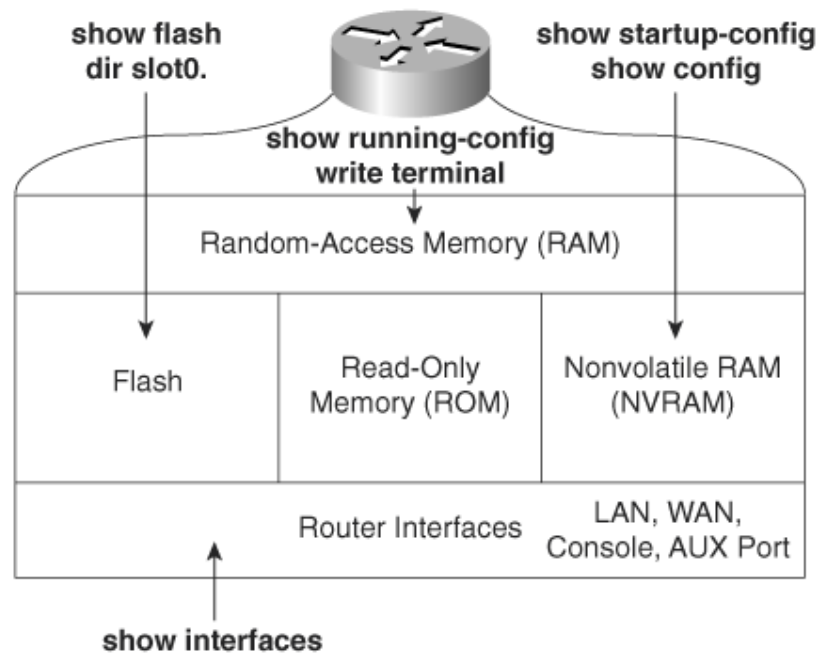 show flash
dir slot0.
show startup-config
show config
show running-config
write terminal
Random-Access Memory (RAM)
Flash
Read-Only
Memory (ROM)
Nonvolatile RAM
(NVRAM)
Router Interfaces
LAN, WAN,
Console, AUX Port
show interfaces